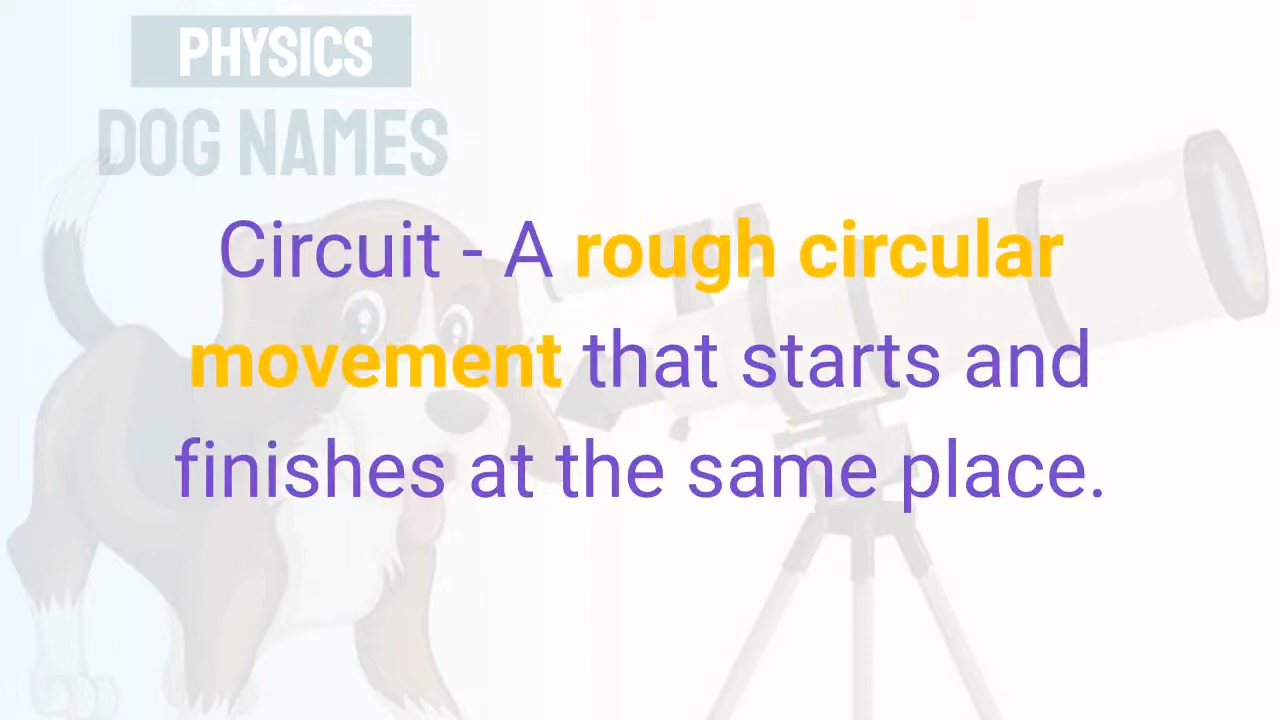 PHYSICS
DOG NAMES
Circuit - A rough circular
movement that starts and
finishes at the same place.